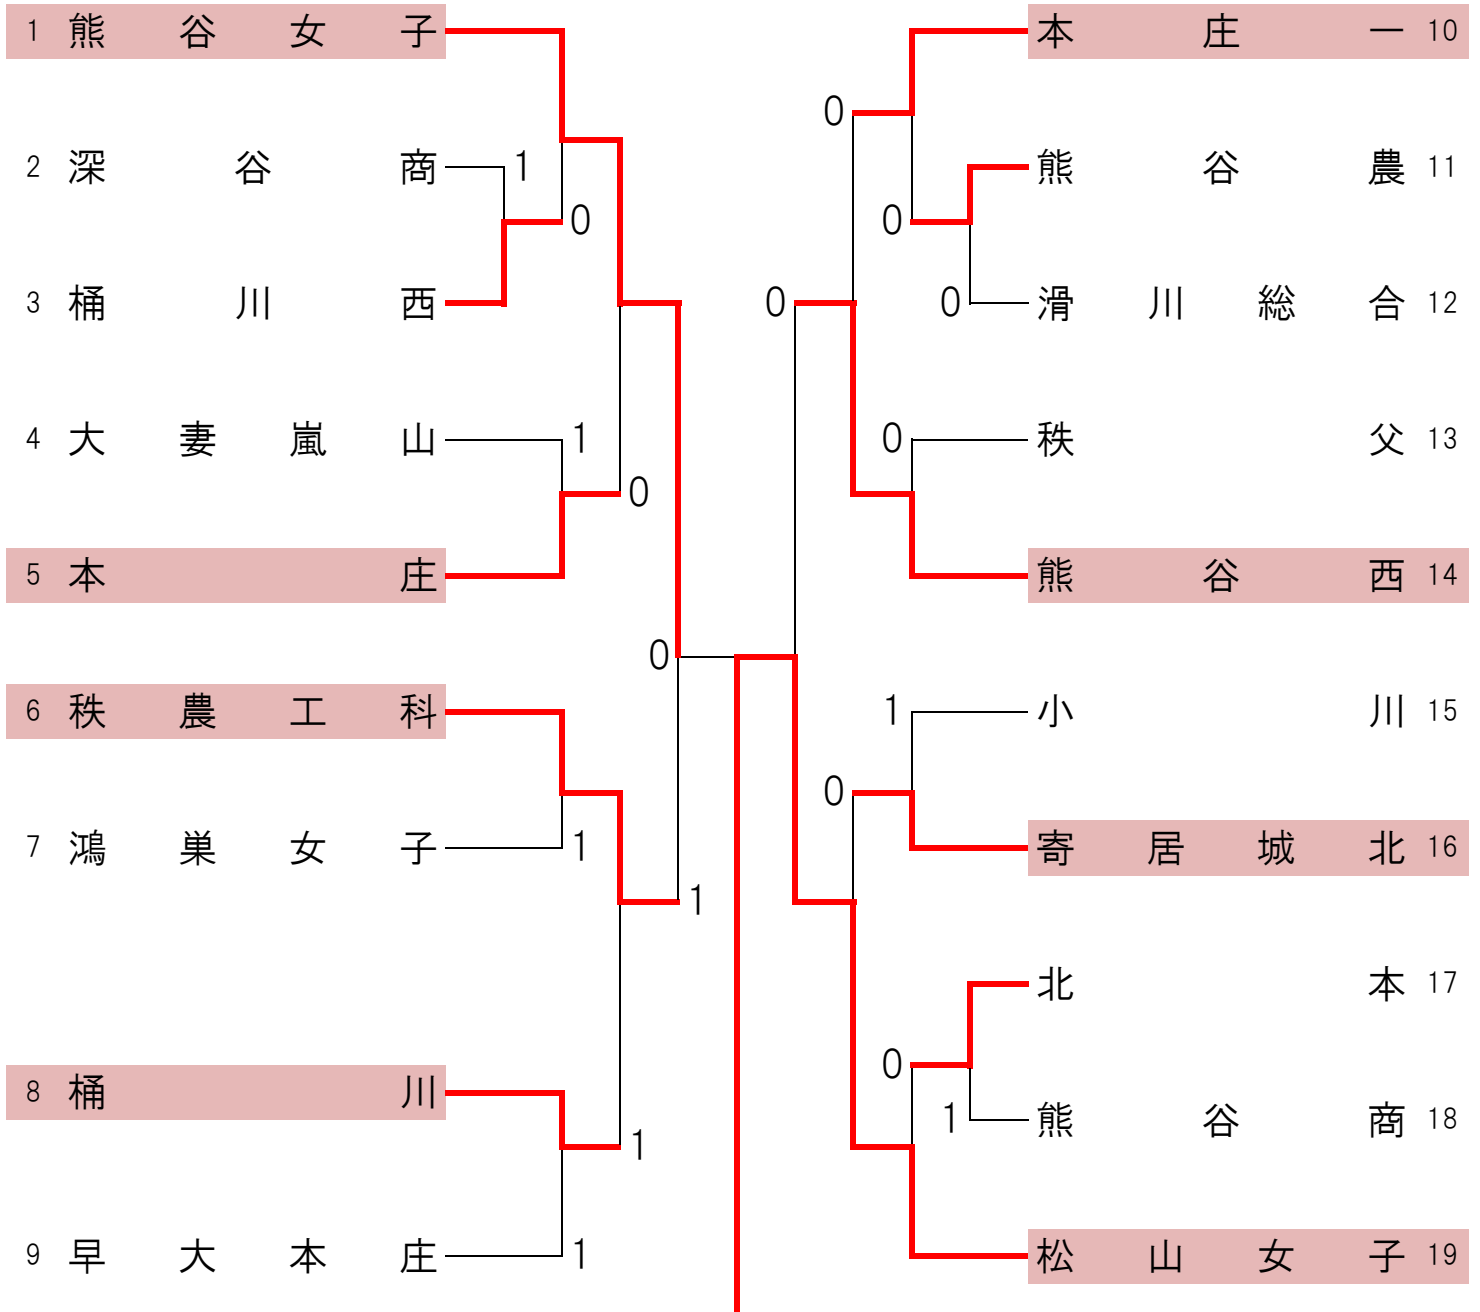 1 熊谷女子
2 深谷商 1
0
3 桶川西
4 大妻嵐山 1
0
5 本庄
0
6 秩農工科
7 鴻巣女子 1
1
8 桶川
1
9 早大本庄 1
本庄一 10
0
熊谷農 11
0
0 滑川総合 12
0
0 秩父 13
熊谷西 14
1 小川 15
0
寄居城北 16
北本 17
0
1 熊谷商 18
松山女子 19